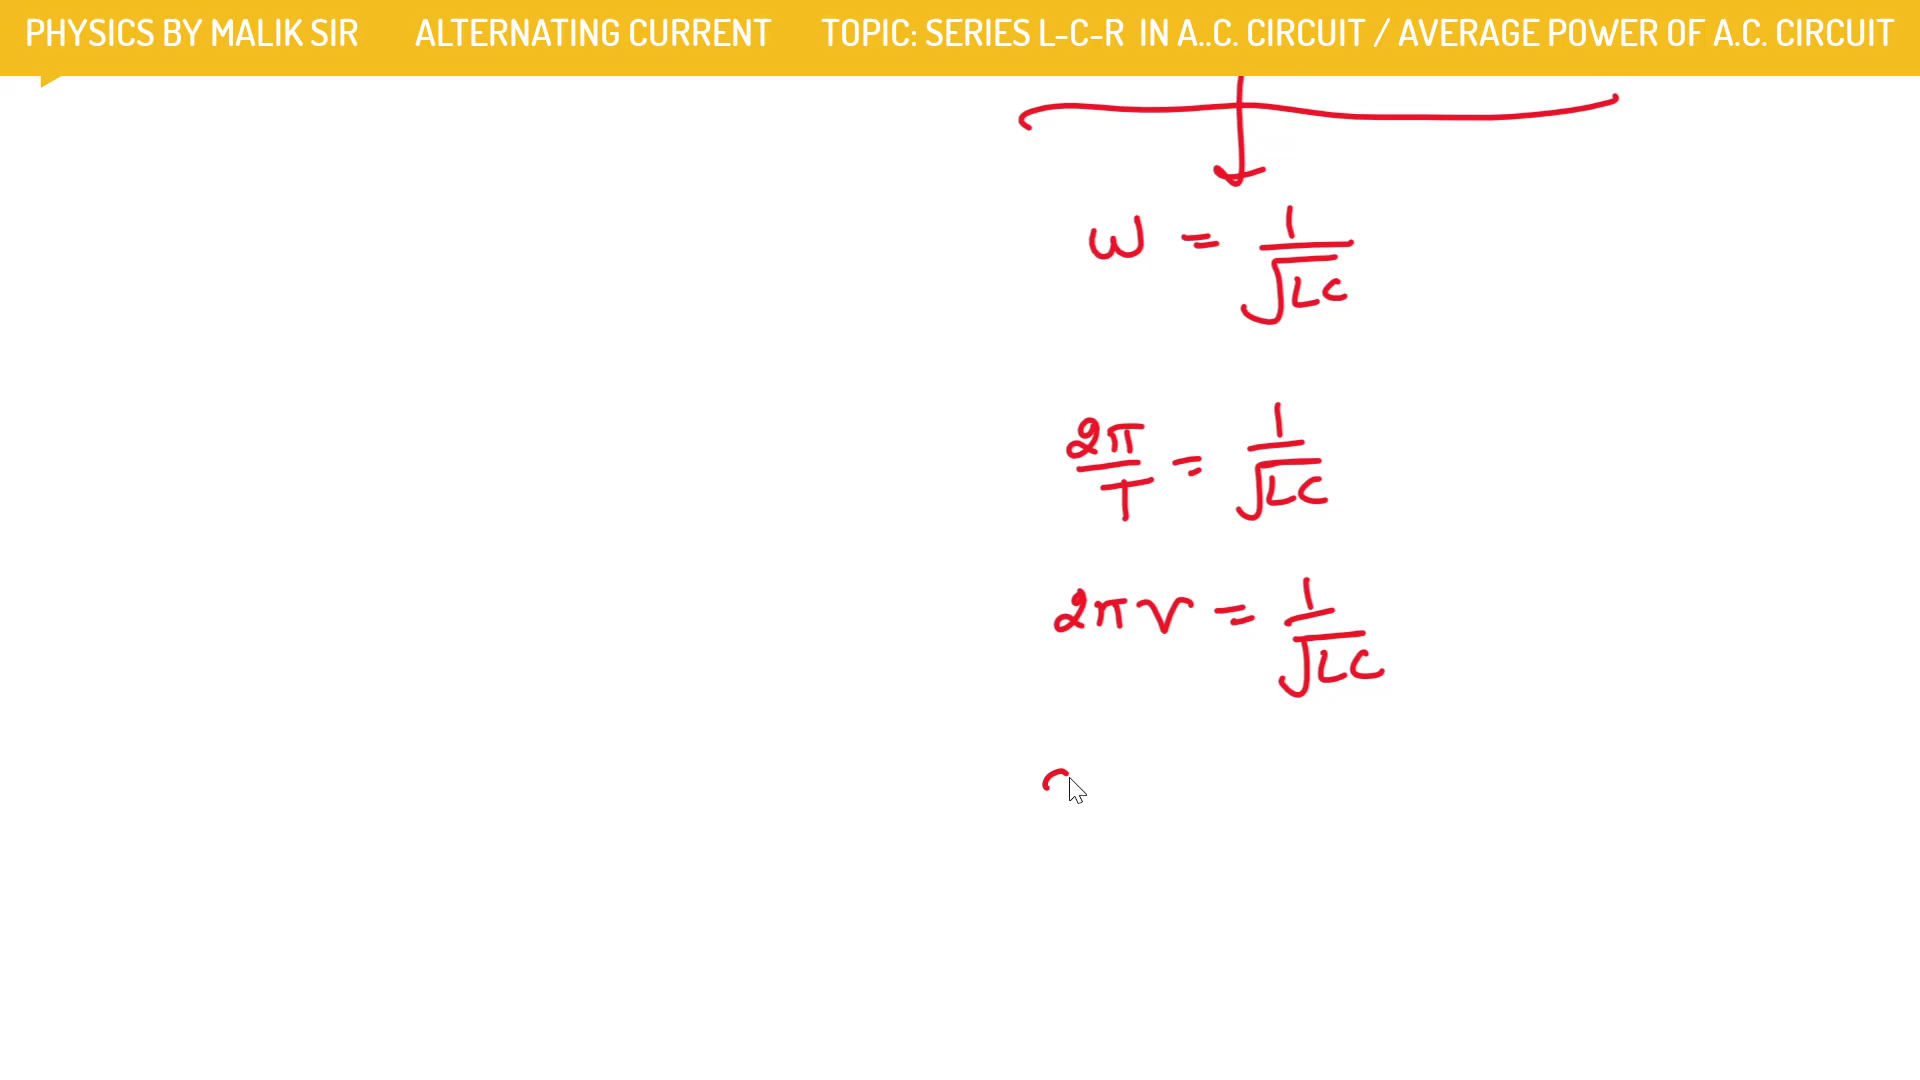 PHYSICS BY MALIK SIR ALTERNATING CURRENT TOPIC: SERIES L-C-R IN A..C. CIRCUIT / AVERAGE POWER OF A.C. CIRCUIT
ω = 1/√LC
2π/T = 1/√LC
2πν = 1/√LC